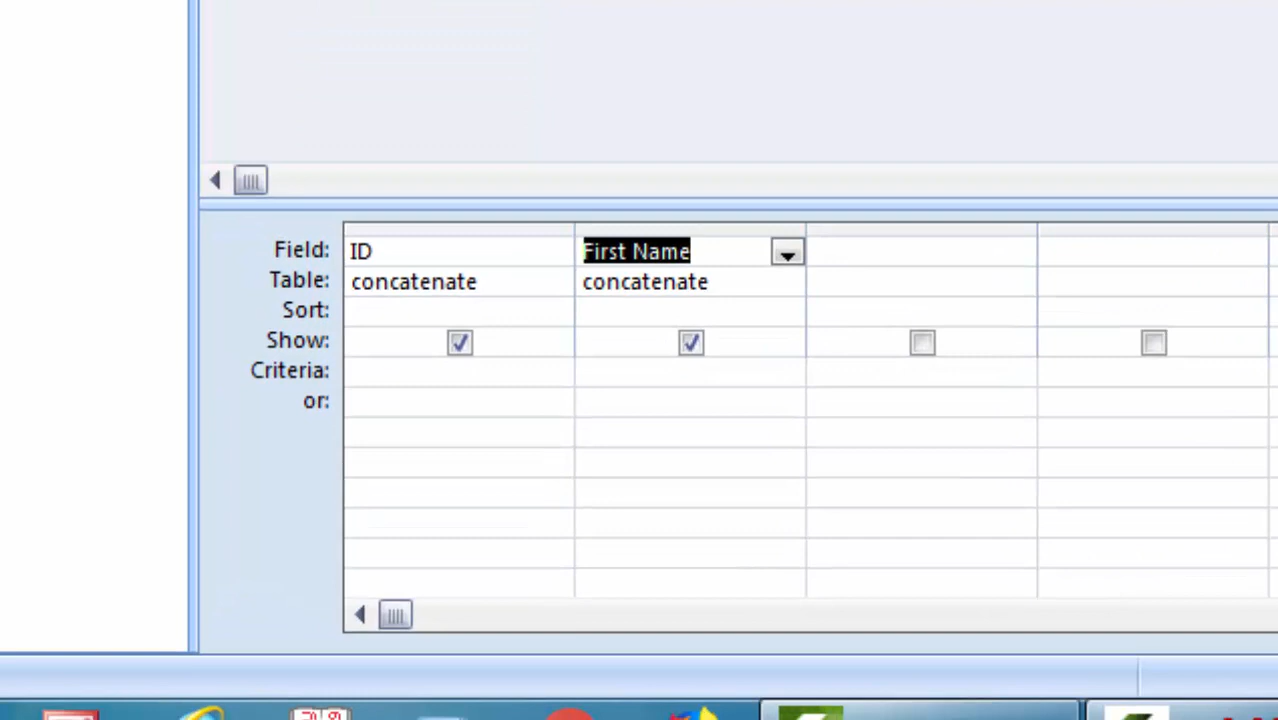 Field: ID First Name
Table: concatenate concatenate
Sort:
Show:
Criteria:
or: